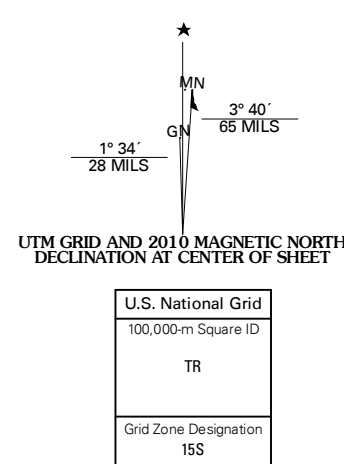 ★
MN
GN
3° 40´
65 MILS
1° 34´
28 MILS
UTM GRID AND 2010 MAGNETIC NORTH
DECLINATION AT CENTER OF SHEET
U.S. National Grid
100,000-m Square ID
TR
Grid Zone Designation
15S